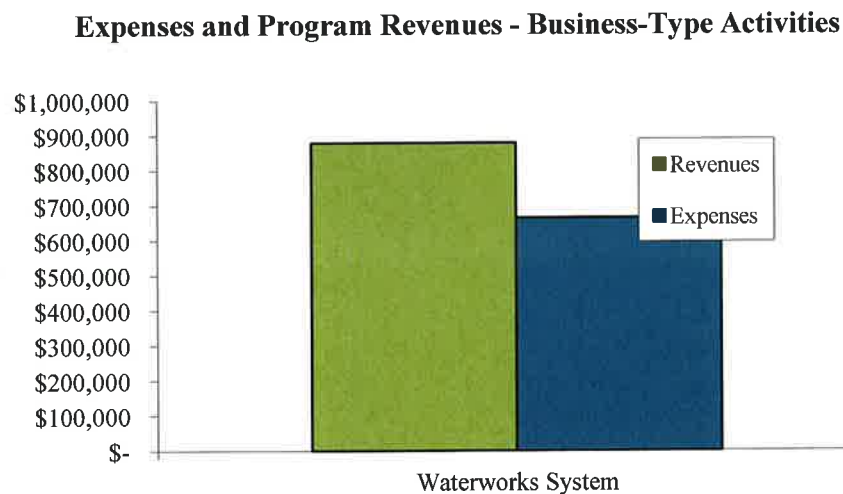 Expenses and Program Revenues - Business-Type Activities
$1,000,000
$900,000
$800,000
$700,000
$600,000
$500,000
$400,000
$300,000
$200,000
$100,000
$-
Revenues
Expenses
Waterworks System